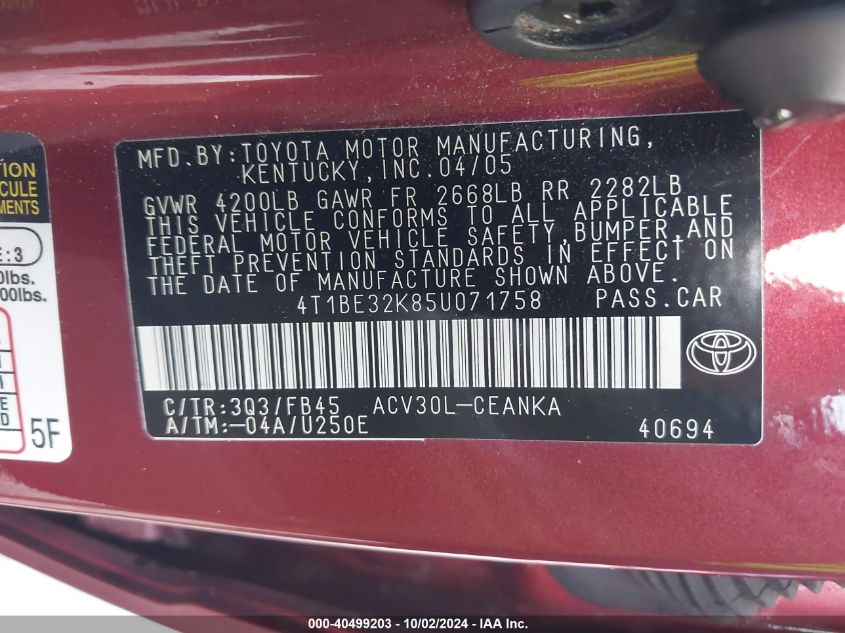 MFD.BY:TOYOTA MOTOR MANUFACTURING,
KENTUCKY,INC.04/05
GVWR 4200LB GAWR FR 2668LB RR 2282LB
THIS VEHICLE CONFORMS TO ALL APPLICABLE
FEDERAL MOTOR VEHICLE SAFETY,BUMPER,AND
THEFT PREVENTION STANDARDS IN EFFECT ON
THE DATE OF MANUFACTURE SHOWN ABOVE.
4T1BE32K85U071758 PASS.CAR
C/TR:3Q3/FB45 ACV30L-CEANKA
A/TM:-04A/U250E 40694
5F
000-40499203 - 10/02/2024 - IAA Inc.